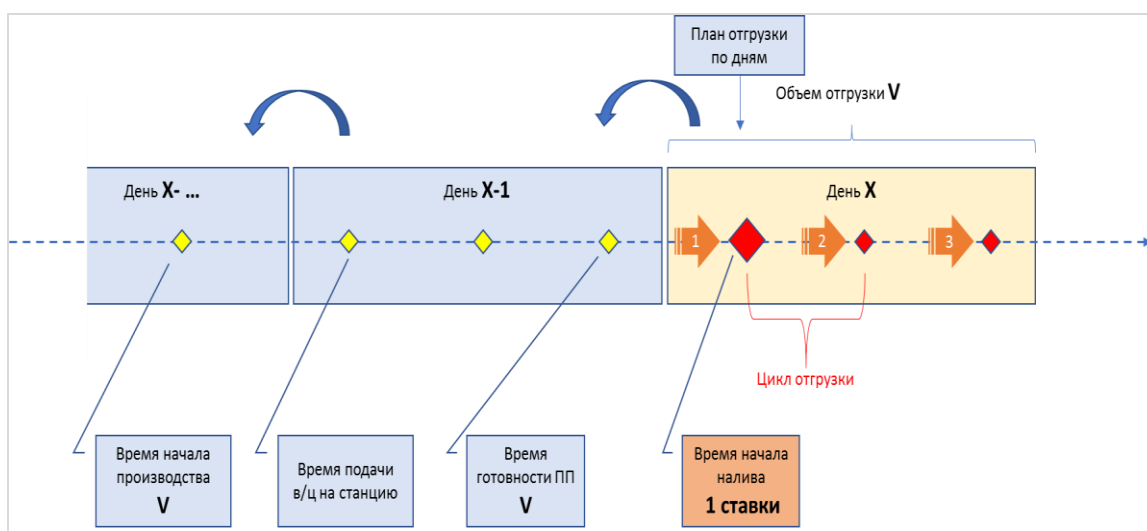 План отгрузки
по дням
Объем отгрузки V
День X- ...
День X-1
День X
1
2
3
Цикл отгрузки
Время начала
производства
V
Время подачи
в/ц на станцию
Время
готовности ПП
V
Время начала
налива
1 ставки